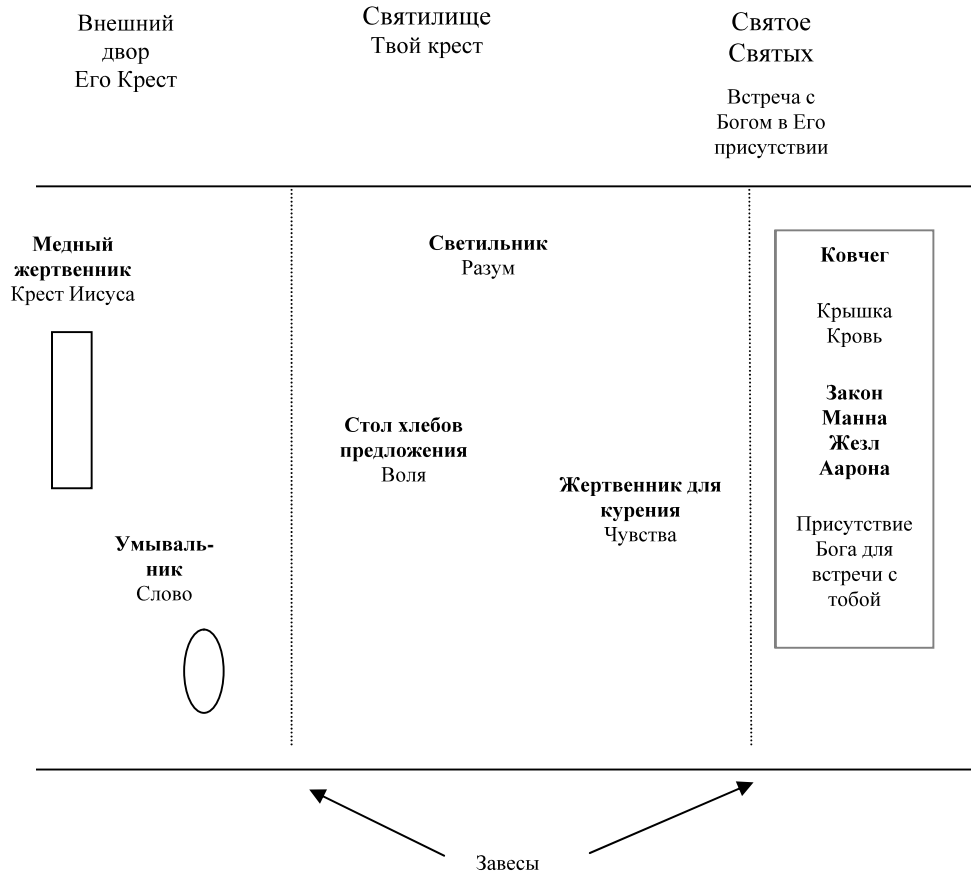 Внешний
двор
Его Крест
Святилище
Твой крест
Святое
Святых
Встреча с
Богом в Его
присутствии
Медный
жертвенник
Крест Иисуса
Умываль-
ник
Слово
Светильник
Разум
Стол хлебов
предложения
Воля
Жертвенник для
курения
Чувства
Ковчег
Крышка
Кровь
Закон
Манна
Жезл
Аарона
Присутствие
Бога для
встречи с
тобой
Завесы